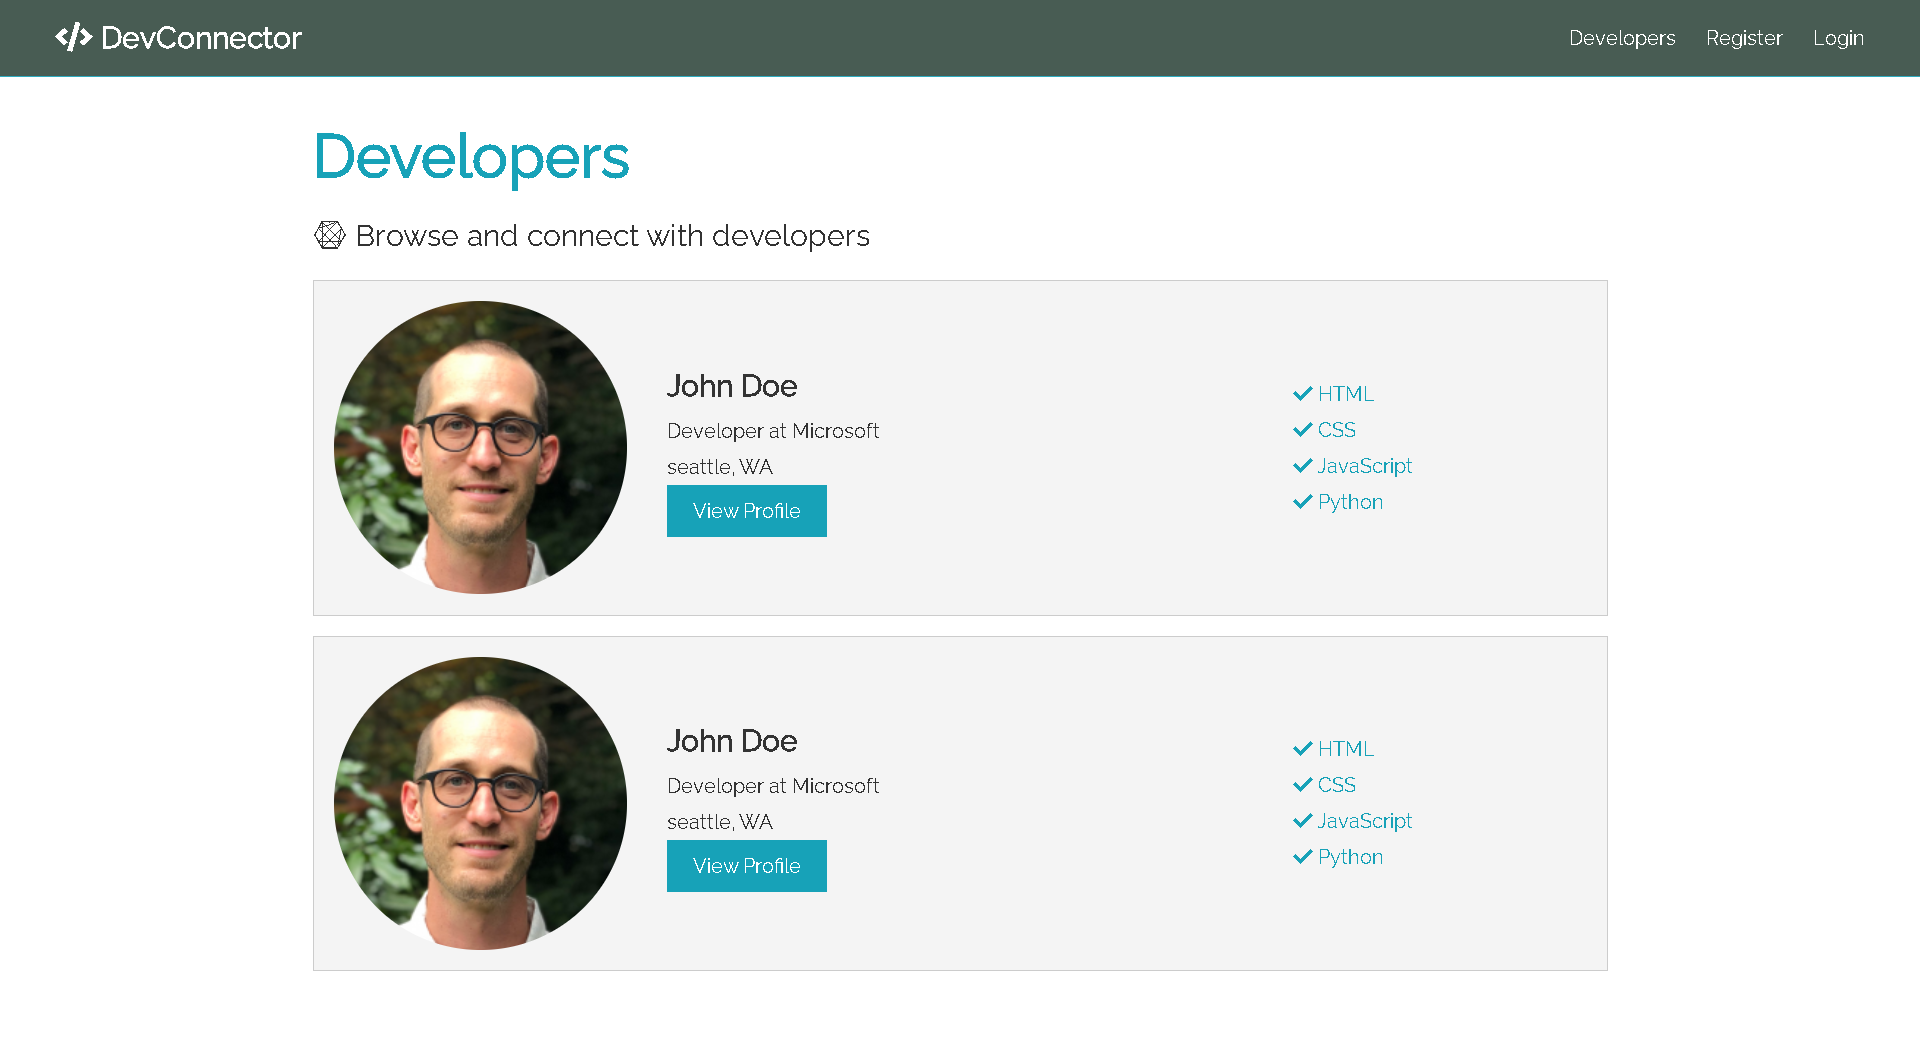 DevConnector
Developers Register Login
Developers
Browse and connect with developers
John Doe
Developer at Microsoft
seattle, WA
View Profile
HTML
CSS
JavaScript
Python
John Doe
Developer at Microsoft
seattle, WA
View Profile
HTML
CSS
JavaScript
Python